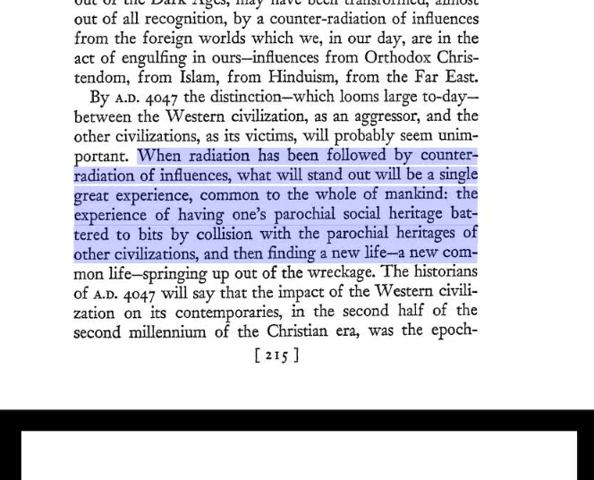 out of the Dark Ages, may have been transformed, almost
out of all recognition, by a counter-radiation of influences
from the foreign worlds which we, in our day, are in the
act of engulfing in ours—influences from Orthodox Chris-
tendom, from Islam, from Hinduism, from the Far East.
By A.D. 4047 the distinction—which looms large to-day—
between the Western civilization, as an aggressor, and the
other civilizations, as its victims, will probably seem unim-
portant. When radiation has been followed by counter-
radiation of influences, what will stand out will be a single
great experience, common to the whole of mankind: the
experience of having one's parochial social heritage bat-
tered to bits by collision with the parochial heritages of
other civilizations, and then finding a new life—a new com-
mon life—springing up out of the wreckage. The historians
of A.D. 4047 will say that the impact of the Western civili-
zation on its contemporaries, in the second half of the
second millennium of the Christian era, was the epoch-
[ 215 ]